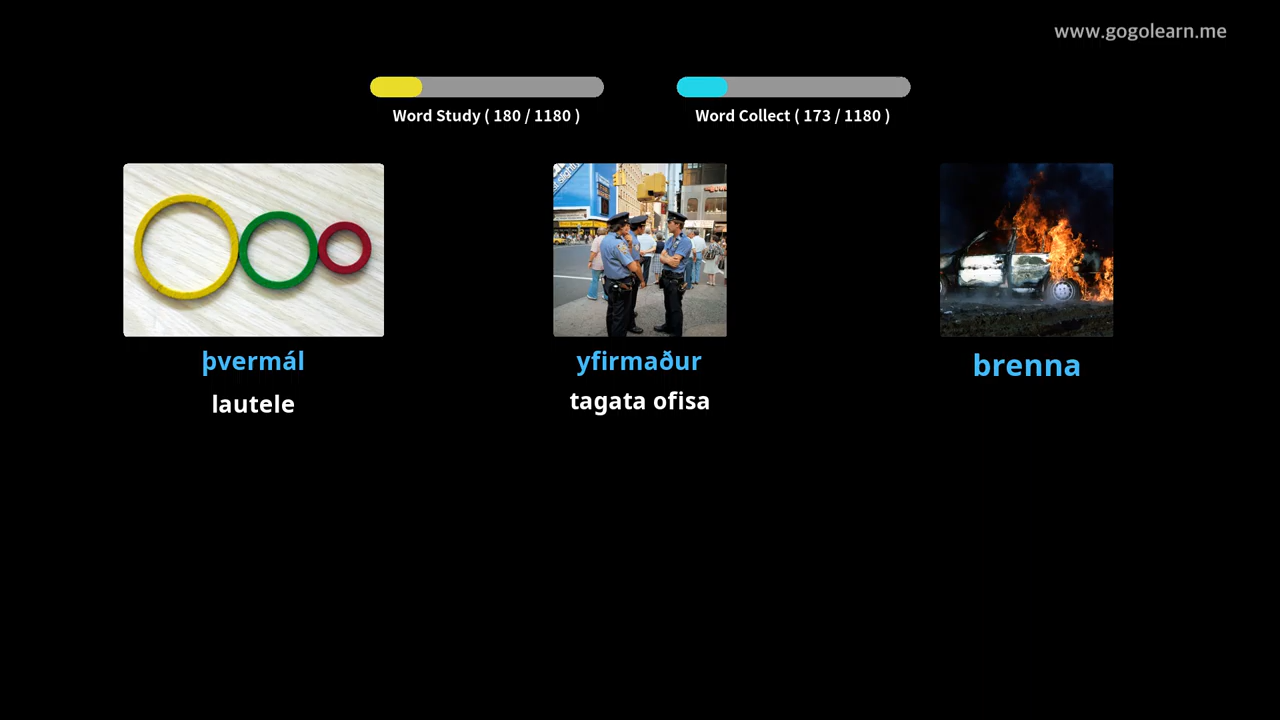 www.gogolearn.me
Word Study ( 180 / 1180 )
Word Collect ( 173 / 1180 )
þvermál
yfirmaður
brenna
lautele
tagata ofisa